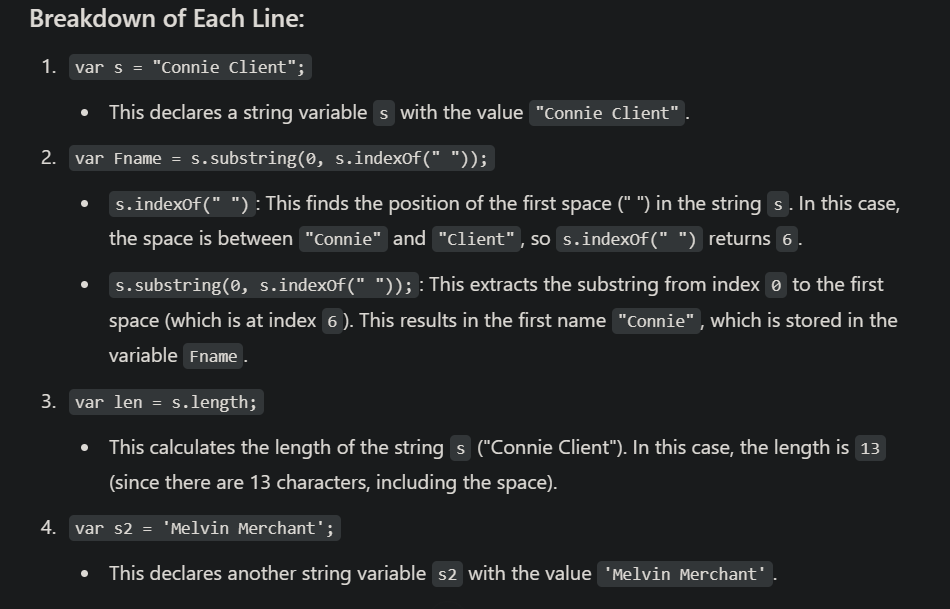 Breakdown of Each Line:
1. var s = "Connie Client";
• This declares a string variable s with the value "Connie Client".
2. var Fname = s.substring(0, s.indexOf(" "));
• s.indexOf(" "): This finds the position of the first space (" ") in the string s. In this case,
the space is between "Connie" and "Client", so s.indexOf(" ") returns 6.
• s.substring(0, s.indexOf(" "));: This extracts the substring from index 0 to the first
space (which is at index 6). This results in the first name "Connie", which is stored in the
variable Fname.
3. var len = s.length;
• This calculates the length of the string s ("Connie Client"). In this case, the length is 13
(since there are 13 characters, including the space).
4. var s2 = 'Melvin Merchant';
• This declares another string variable s2 with the value 'Melvin Merchant'.